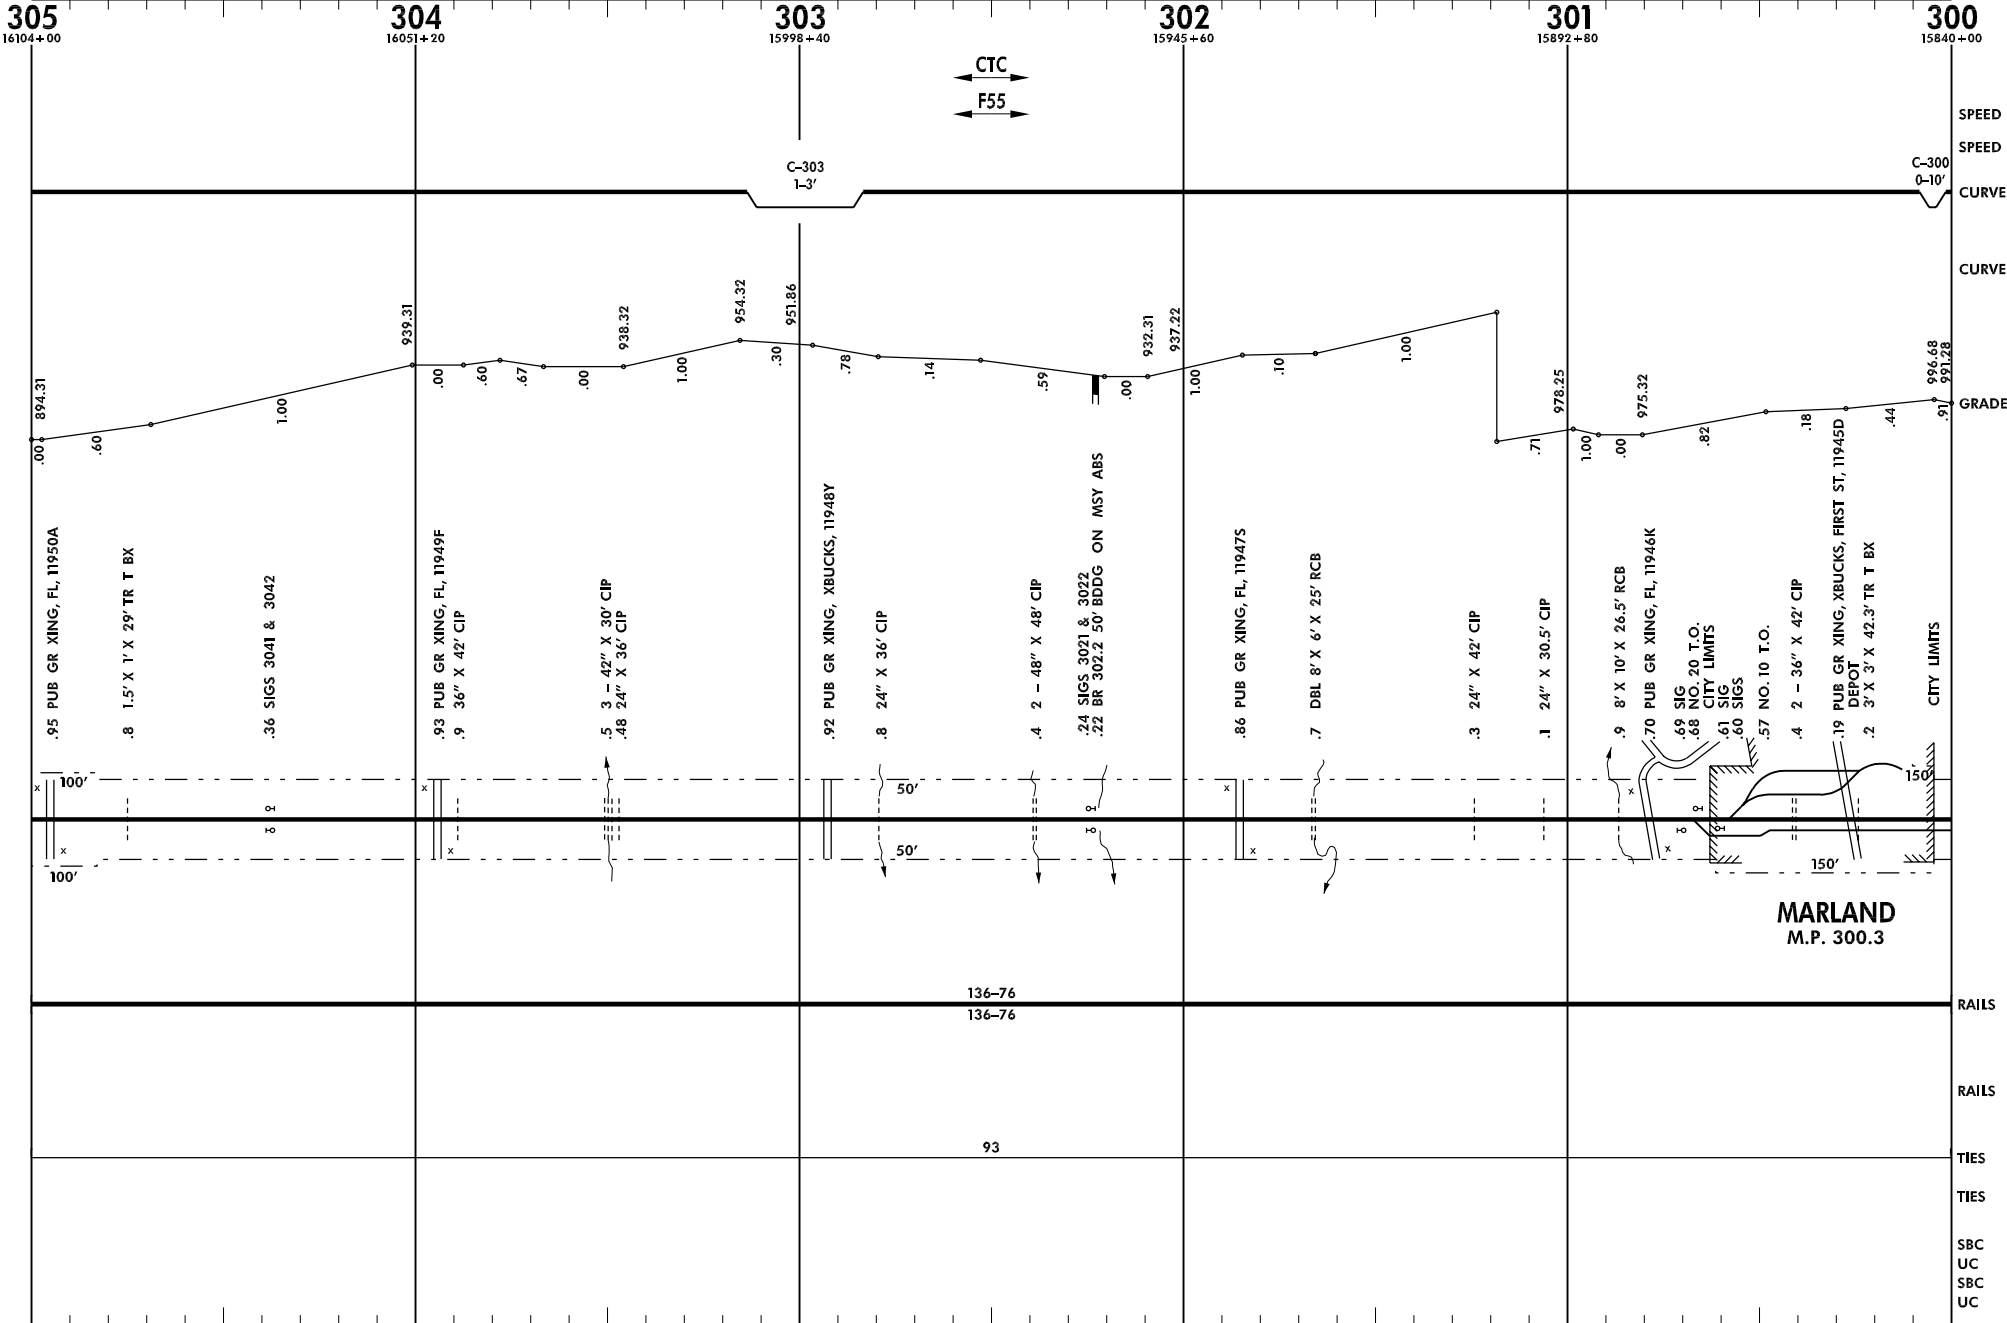 305 304 303 302 301 300
16104+00 16051+20 15998+40 15945+60 15892+80 15840+00
CTC
F55
SPEED
SPEED
C-303
1-3'
C-300
0-10'
CURVE
CURVE
894.31
939.31
938.32
954.32
951.86
932.31
937.22
978.25
975.32
996.68
991.28
GRADE
.00
.60
1.00
.00
.60
.67
.00
1.00
.30
.78
.14
.59
.00
1.00
.10
1.00
.71
1.00
.00
.82
.18
.44
.91
.95 PUB GR XING, FL, 11950A
.8 1.5' X 1' X 29' TR T BX
.36 SIGS 3041 & 3042
.93 PUB GR XING, FL, 11949F
.9 36" X 42' CIP
.5 3 - 42" X 30' CIP
.48 24" X 36' CIP
.92 PUB GR XING, XBUCKS, 11948Y
.8 24" X 36' CIP
.4 2 - 48" X 48' CIP
.24 SIGS 3021 & 3022
.22 BR 302.2 50' BDDG ON MSY ABS
.86 PUB GR XING, FL, 11947S
.7 DBL 8' X 6' X 25' RCB
.3 24" X 42' CIP
.1 24" X 30.5' CIP
.9 8' X 10' X 26.5' RCB
.70 PUB GR XING, FL, 11946K
.69 SIG
.68 NO. 20 T.O.
CITY LIMITS
.61 SIG
.60 SIGS
.57 NO. 10 T.O.
.4 2 - 36" X 42' CIP
.19 PUB GR XING, XBUCKS, FIRST ST, 11945D
DEPOT
.2 3' X 3' X 42.3' TR T BX
CITY LIMITS
100'
50'
150'
X X X X
X X X X
100'
50'
150'
MARLAND
M.P. 300.3
136-76
136-76
RAILS
RAILS
93
TIES
TIES
SBC
UC
SBC
UC